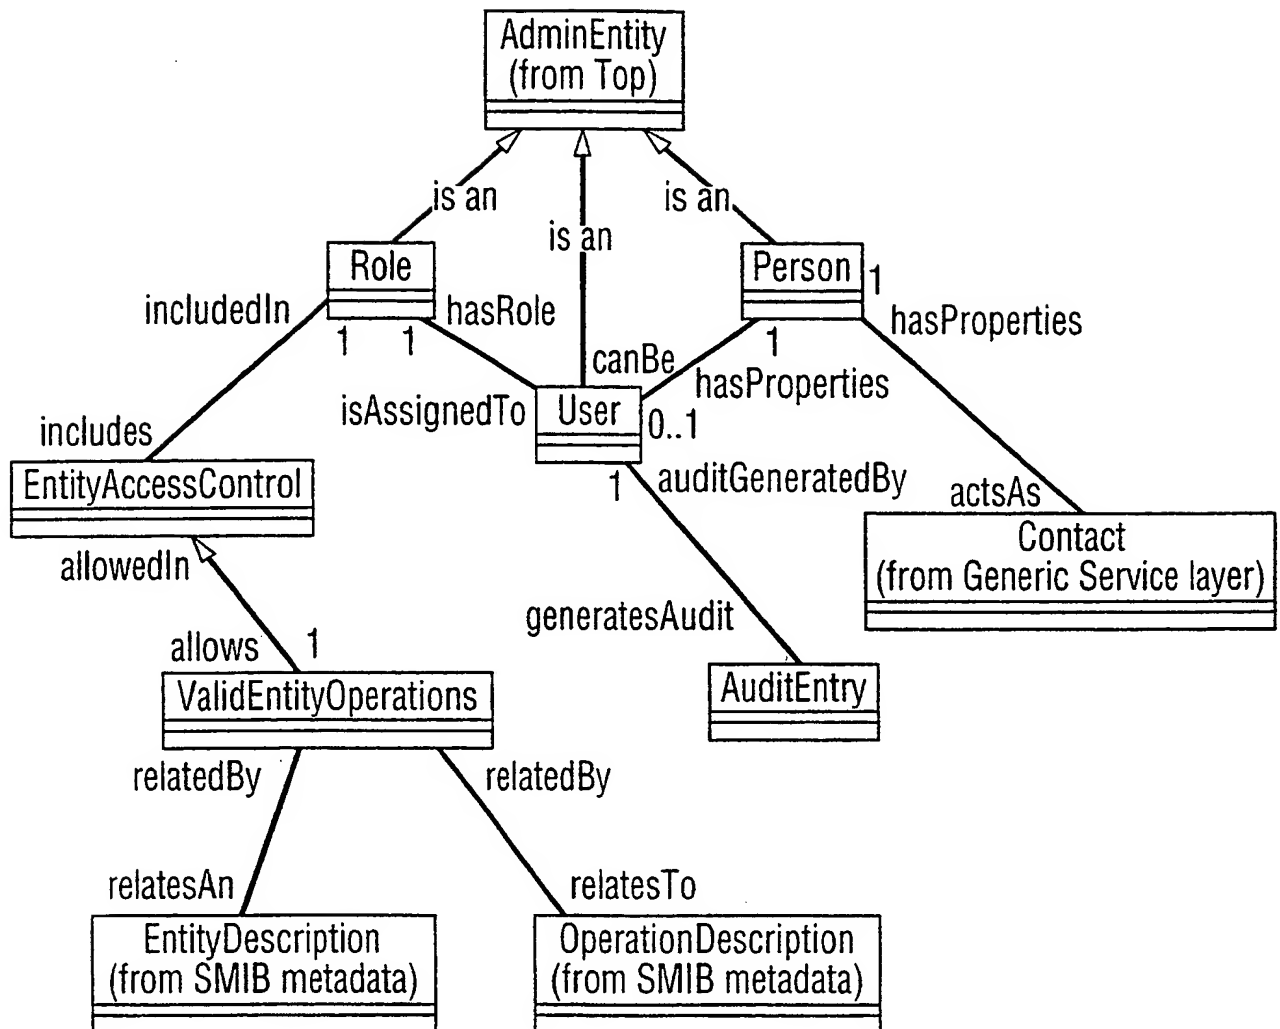 AdminEntity
(from Top)
is an
is an
is an
Role
Person
1
includedIn
hasRole
hasProperties
1
1
1
canBe
hasProperties
isAssignedTo
User
0..1
includes
EntityAccessControl
1
auditGeneratedBy
actsAs
Contact
(from Generic Service layer)
allowedIn
generatesAudit
allows
1
ValidEntityOperations
AuditEntry
relatedBy
relatedBy
relatesAn
relatesTo
EntityDescription
(from SMIB metadata)
OperationDescription
(from SMIB metadata)